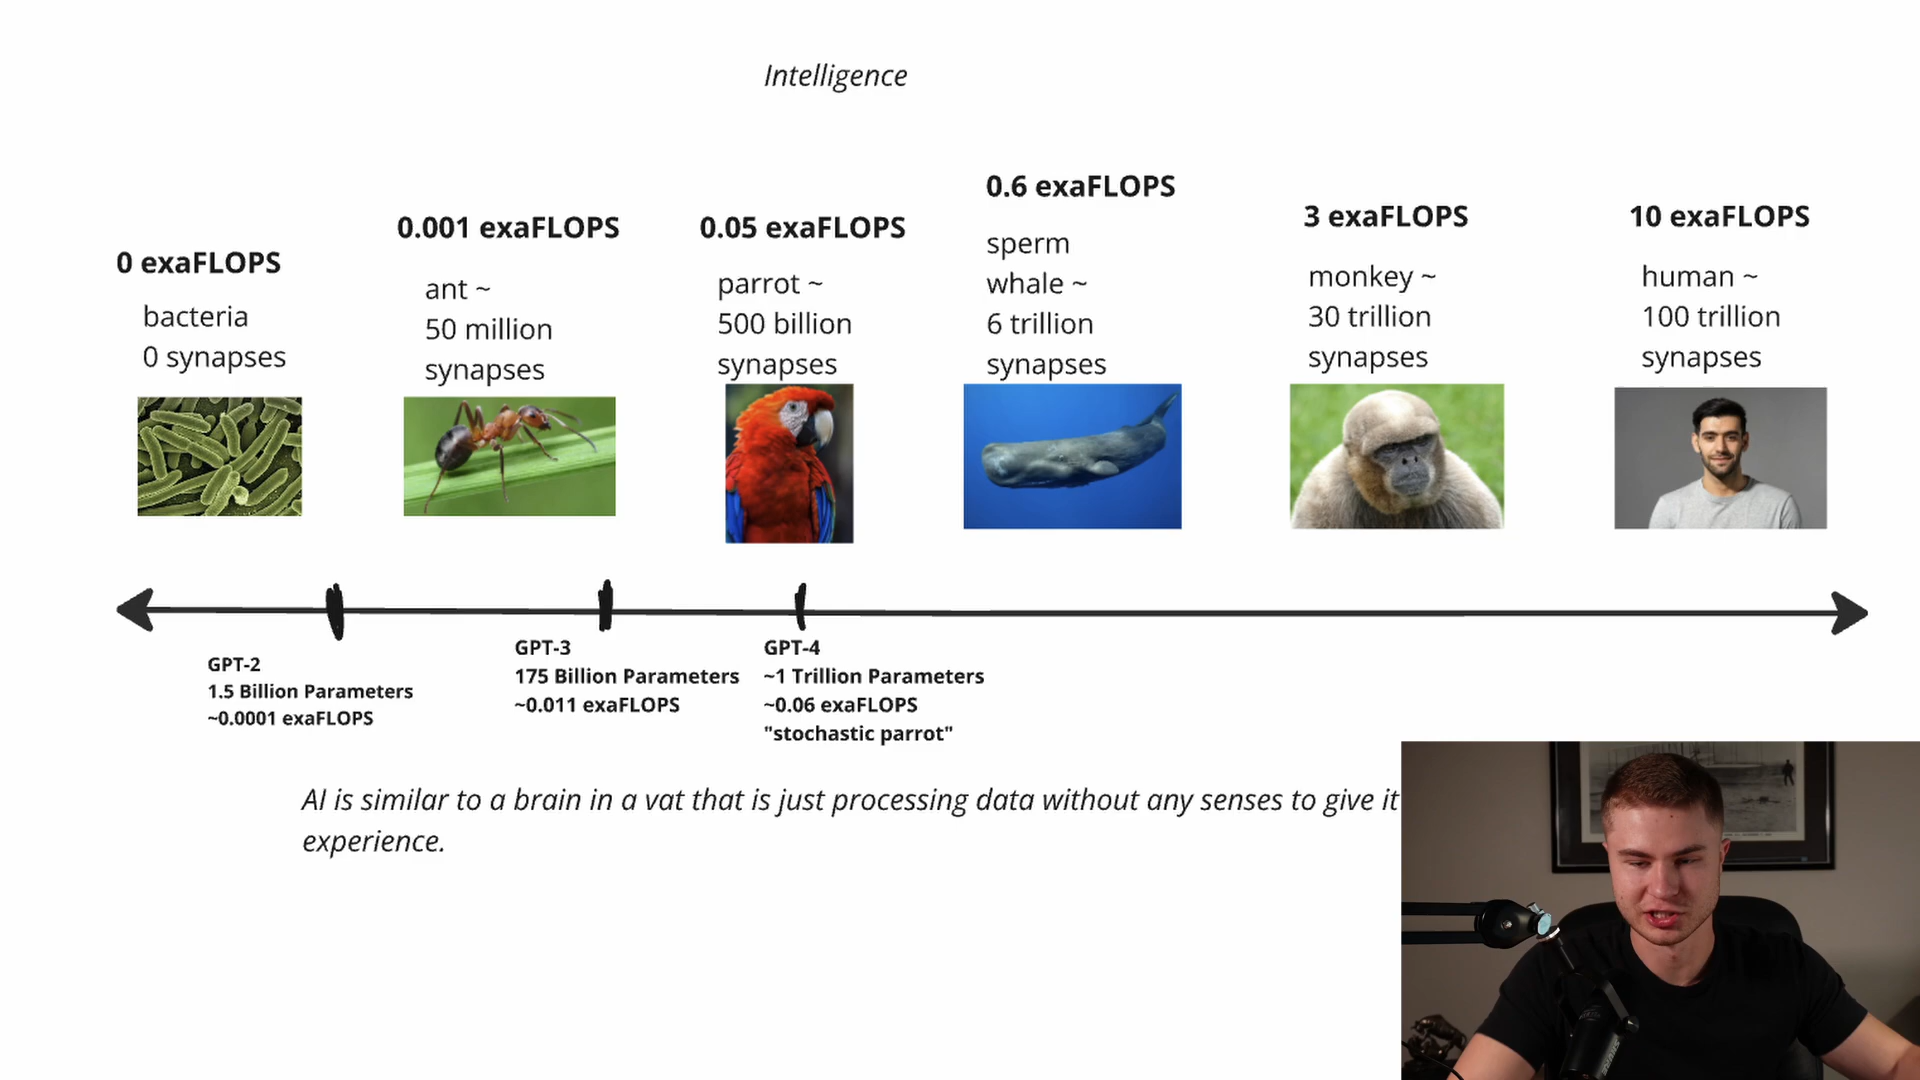 Intelligence
0 exaFLOPS
bacteria
0 synapses
0.001 exaFLOPS
ant ~
50 million
synapses
0.05 exaFLOPS
parrot ~
500 billion
synapses
0.6 exaFLOPS
sperm
whale ~
6 trillion
synapses
3 exaFLOPS
monkey ~
30 trillion
synapses
10 exaFLOPS
human ~
100 trillion
synapses
GPT-2
1.5 Billion Parameters
~0.0001 exaFLOPS
GPT-3
175 Billion Parameters
~0.011 exaFLOPS
GPT-4
~1 Trillion Parameters
~0.06 exaFLOPS
"stochastic parrot"
AI is similar to a brain in a vat that is just processing data without any senses to give it
experience.